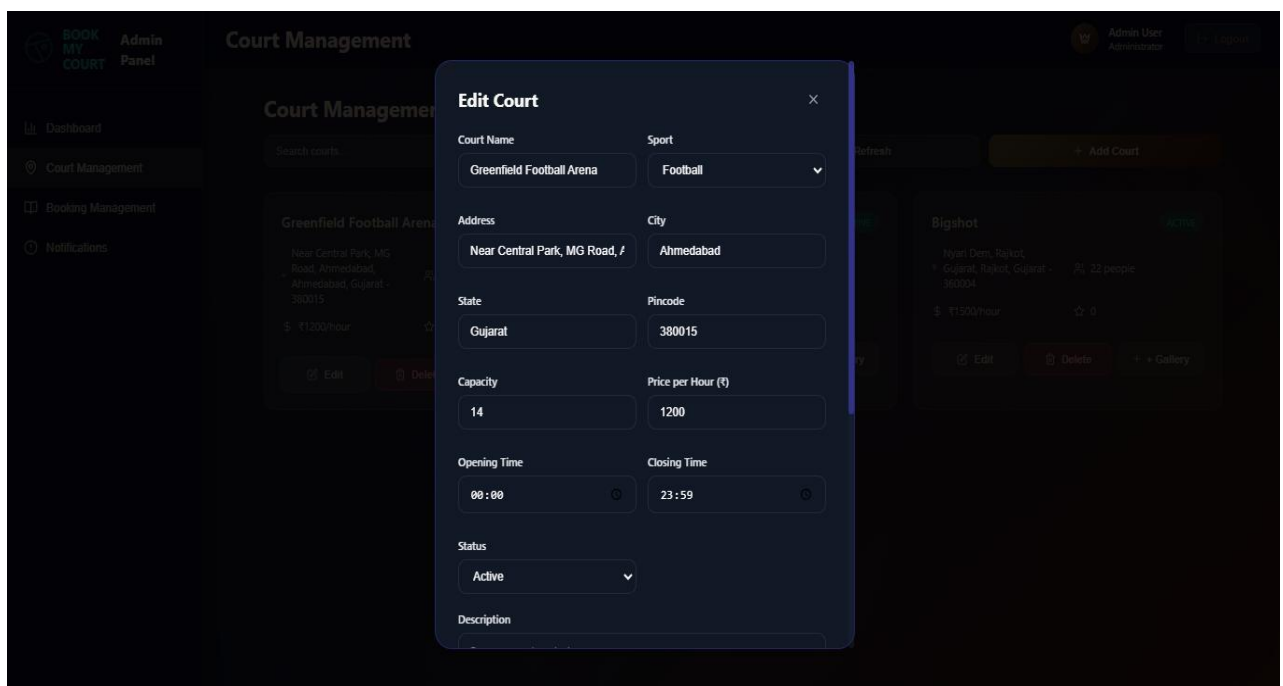 BOOK
MY
COURT
Admin
Panel
Court Management
Admin User
Administrator
Logout
Dashboard
Court Management
Booking Management
Notifications
Court Managemen
Search courts
Refresh
+ Add Court
Greenfield Football Arena
Near Central Park, MG
Road, Ahmedabad,
Ahmedabad, Gujarat -
380015
$ ₹1200/hour
Edit
Delete
Bigshot
ACTIVE
Nyari Dem, Rajkot,
Gujarat, Rajkot, Gujarat -
360004
22 people
$ ₹1500/hour
0
Edit
Delete
+ + Gallery
Edit Court
×
Court Name
Sport
Greenfield Football Arena
Football
Address
City
Near Central Park, MG Road, A
Ahmedabad
State
Pincode
Gujarat
380015
Capacity
Price per Hour (₹)
14
1200
Opening Time
Closing Time
00:00
23:59
Status
Active
Description